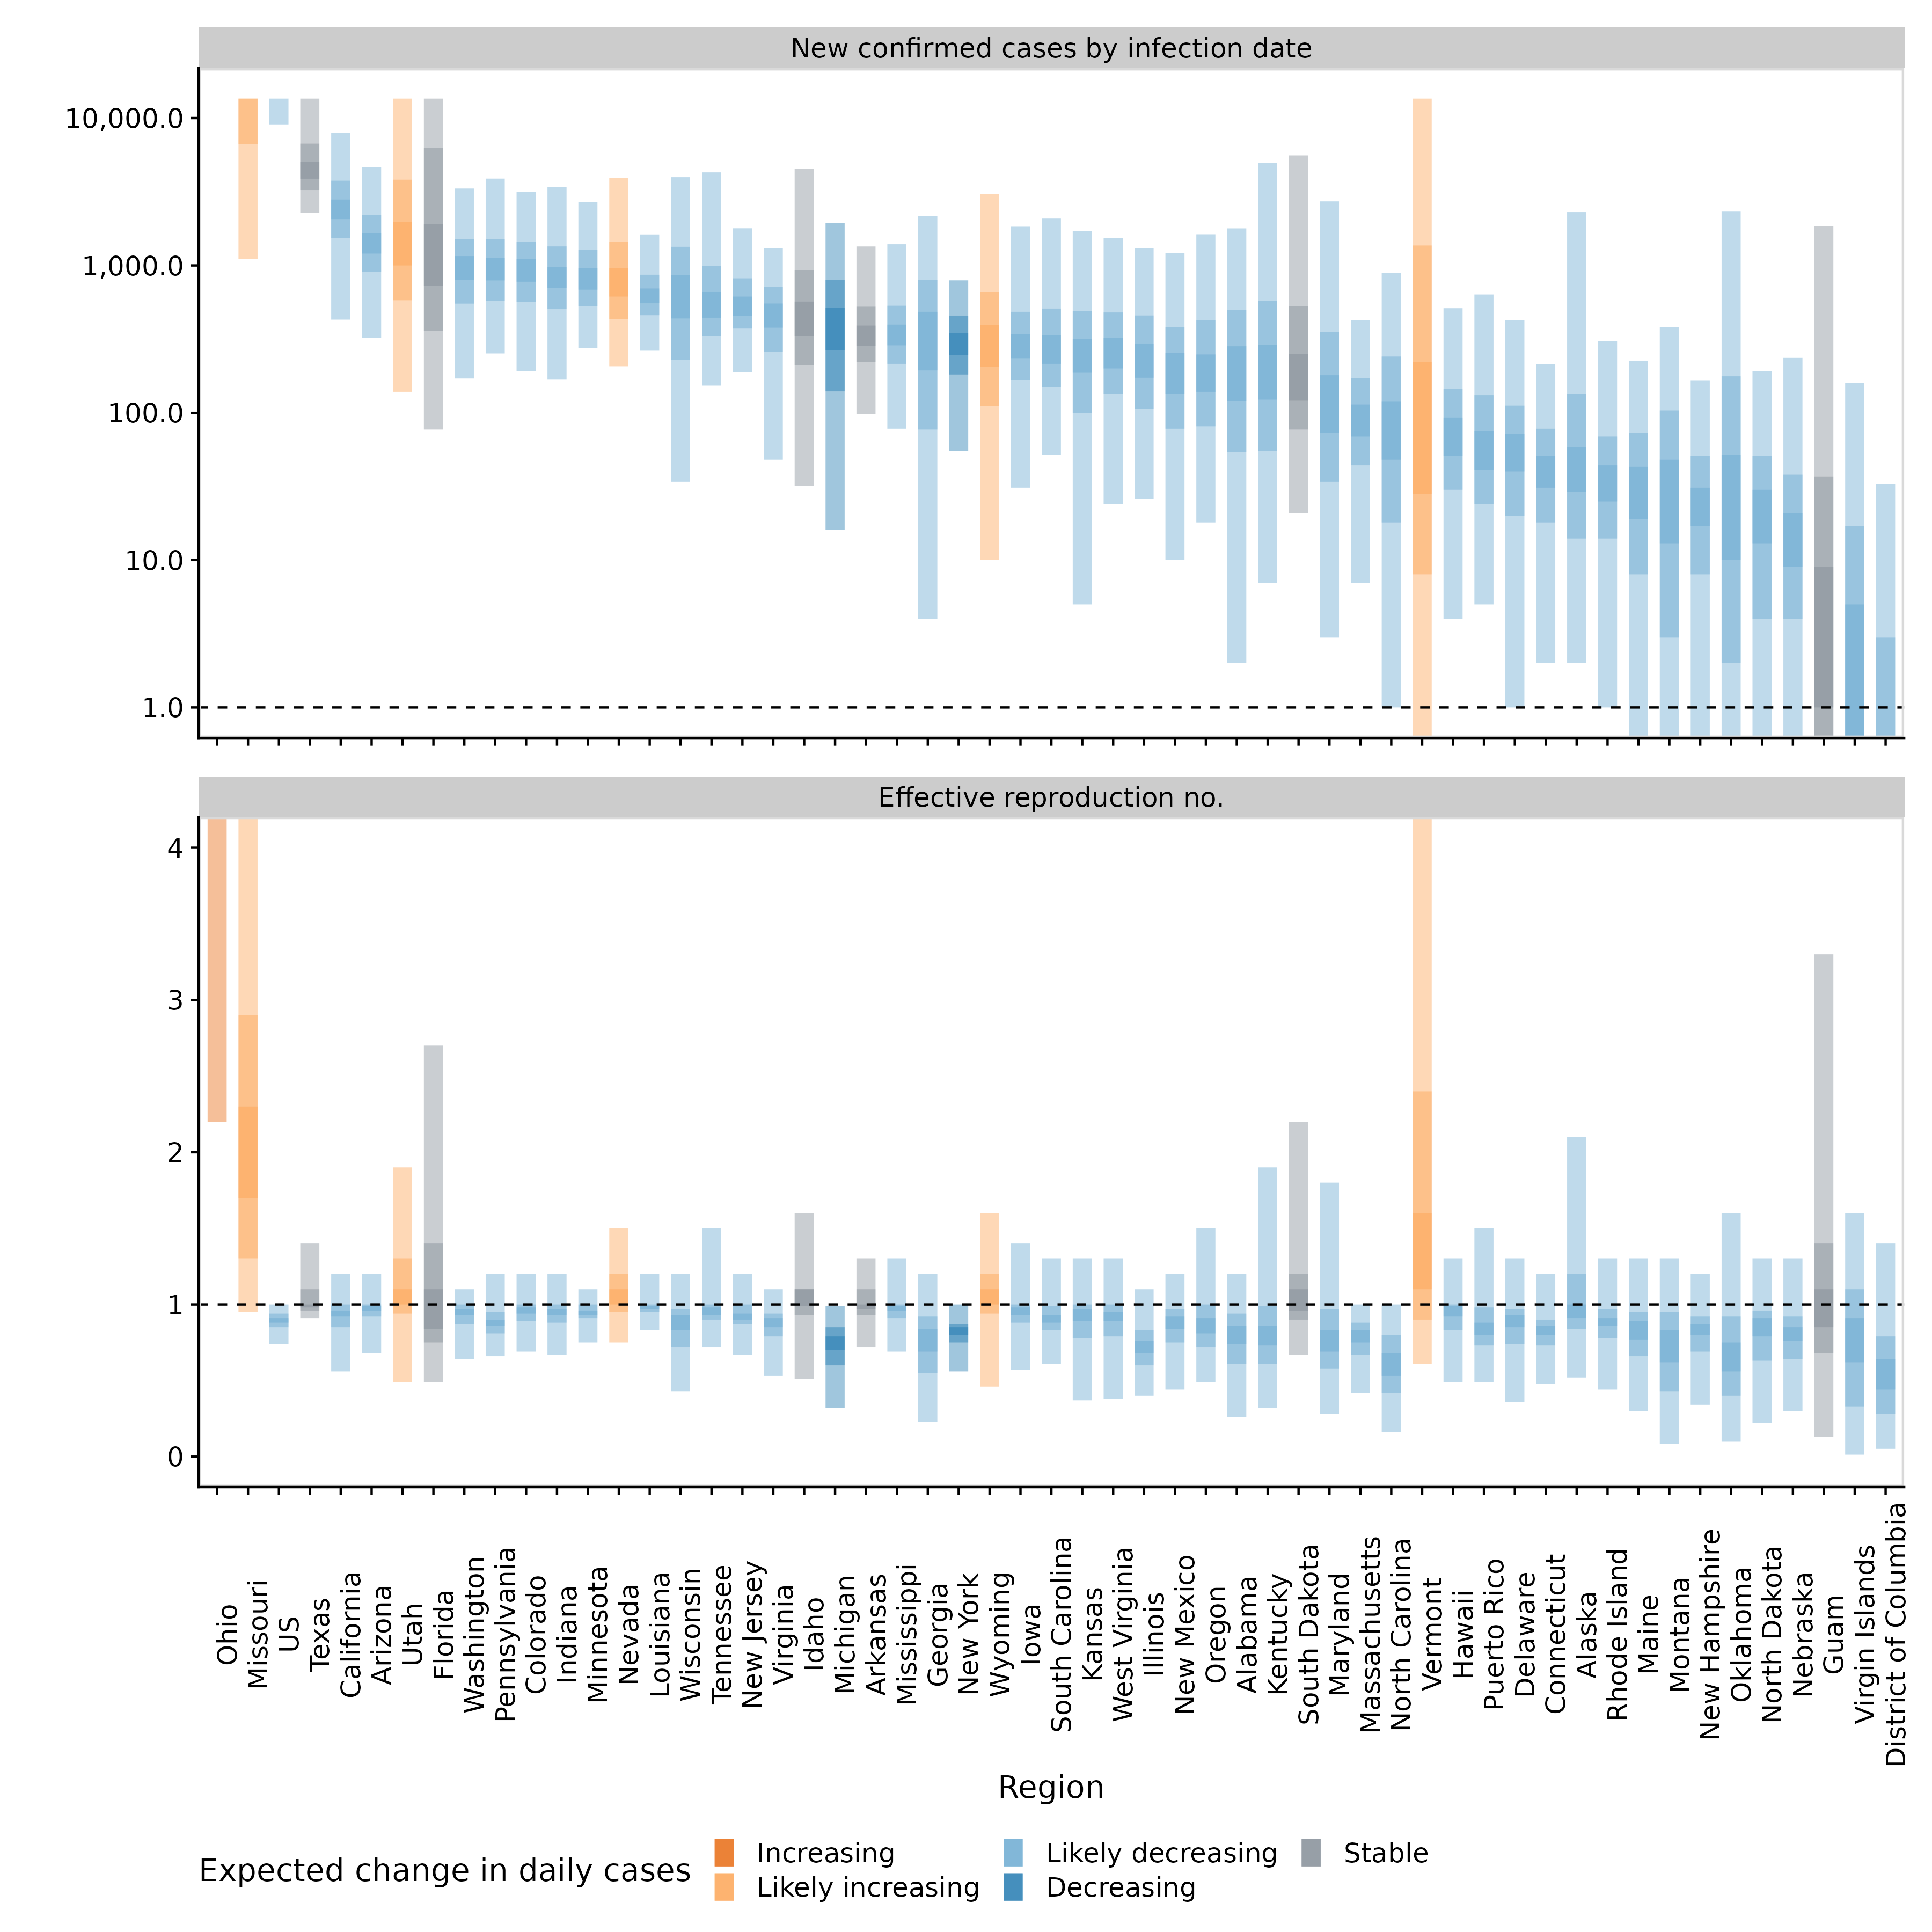 New confirmed cases by infection date
10,000.0
1,000.0
100.0
10.0
1.0
Effective reproduction no.
4
3
2
1
0
Ohio
Missouri
US
Texas
California
Arizona
Utah
Florida
Washington
Pennsylvania
Colorado
Indiana
Minnesota
Nevada
Louisiana
Wisconsin
Tennessee
New Jersey
Virginia
Idaho
Michigan
Arkansas
Mississippi
Georgia
New York
Wyoming
Iowa
South Carolina
Kansas
West Virginia
Illinois
New Mexico
Oregon
Alabama
Kentucky
South Dakota
Maryland
Massachusetts
North Carolina
Vermont
Hawaii
Puerto Rico
Delaware
Connecticut
Alaska
Rhode Island
Maine
Montana
New Hampshire
Oklahoma
North Dakota
Nebraska
Guam
Virgin Islands
District of Columbia
Region
Expected change in daily cases
Increasing
Likely increasing
Likely decreasing
Decreasing
Stable